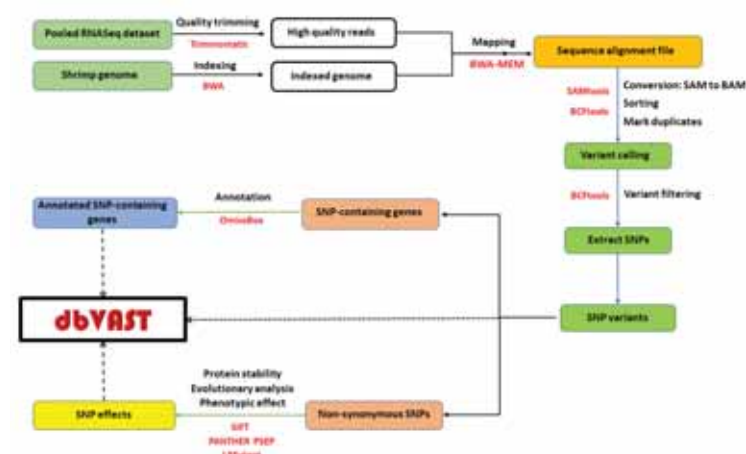 Pooled RNASeq dataset
Quality trimming
Trimmomatic
High quality reads
Shrimp genome
Indexing
BWA
Indexed genome
Mapping
BWA-MEM
Sequence alignment file
SAMtools
BCFtools
Conversion: SAM to BAM
Sorting
Mark duplicates
Variant calling
BCFtools
Variant filtering
Extract SNPs
SNP variants
Annotated SNP-containing
genes
Annotation
OmicsBox
SNP-containing genes
dbVAST
Protein stability
Evolutionary analysis
Phenotypic effect
SNP effects
SIFT
PANTHER PSEP
Non-synonymous SNPs